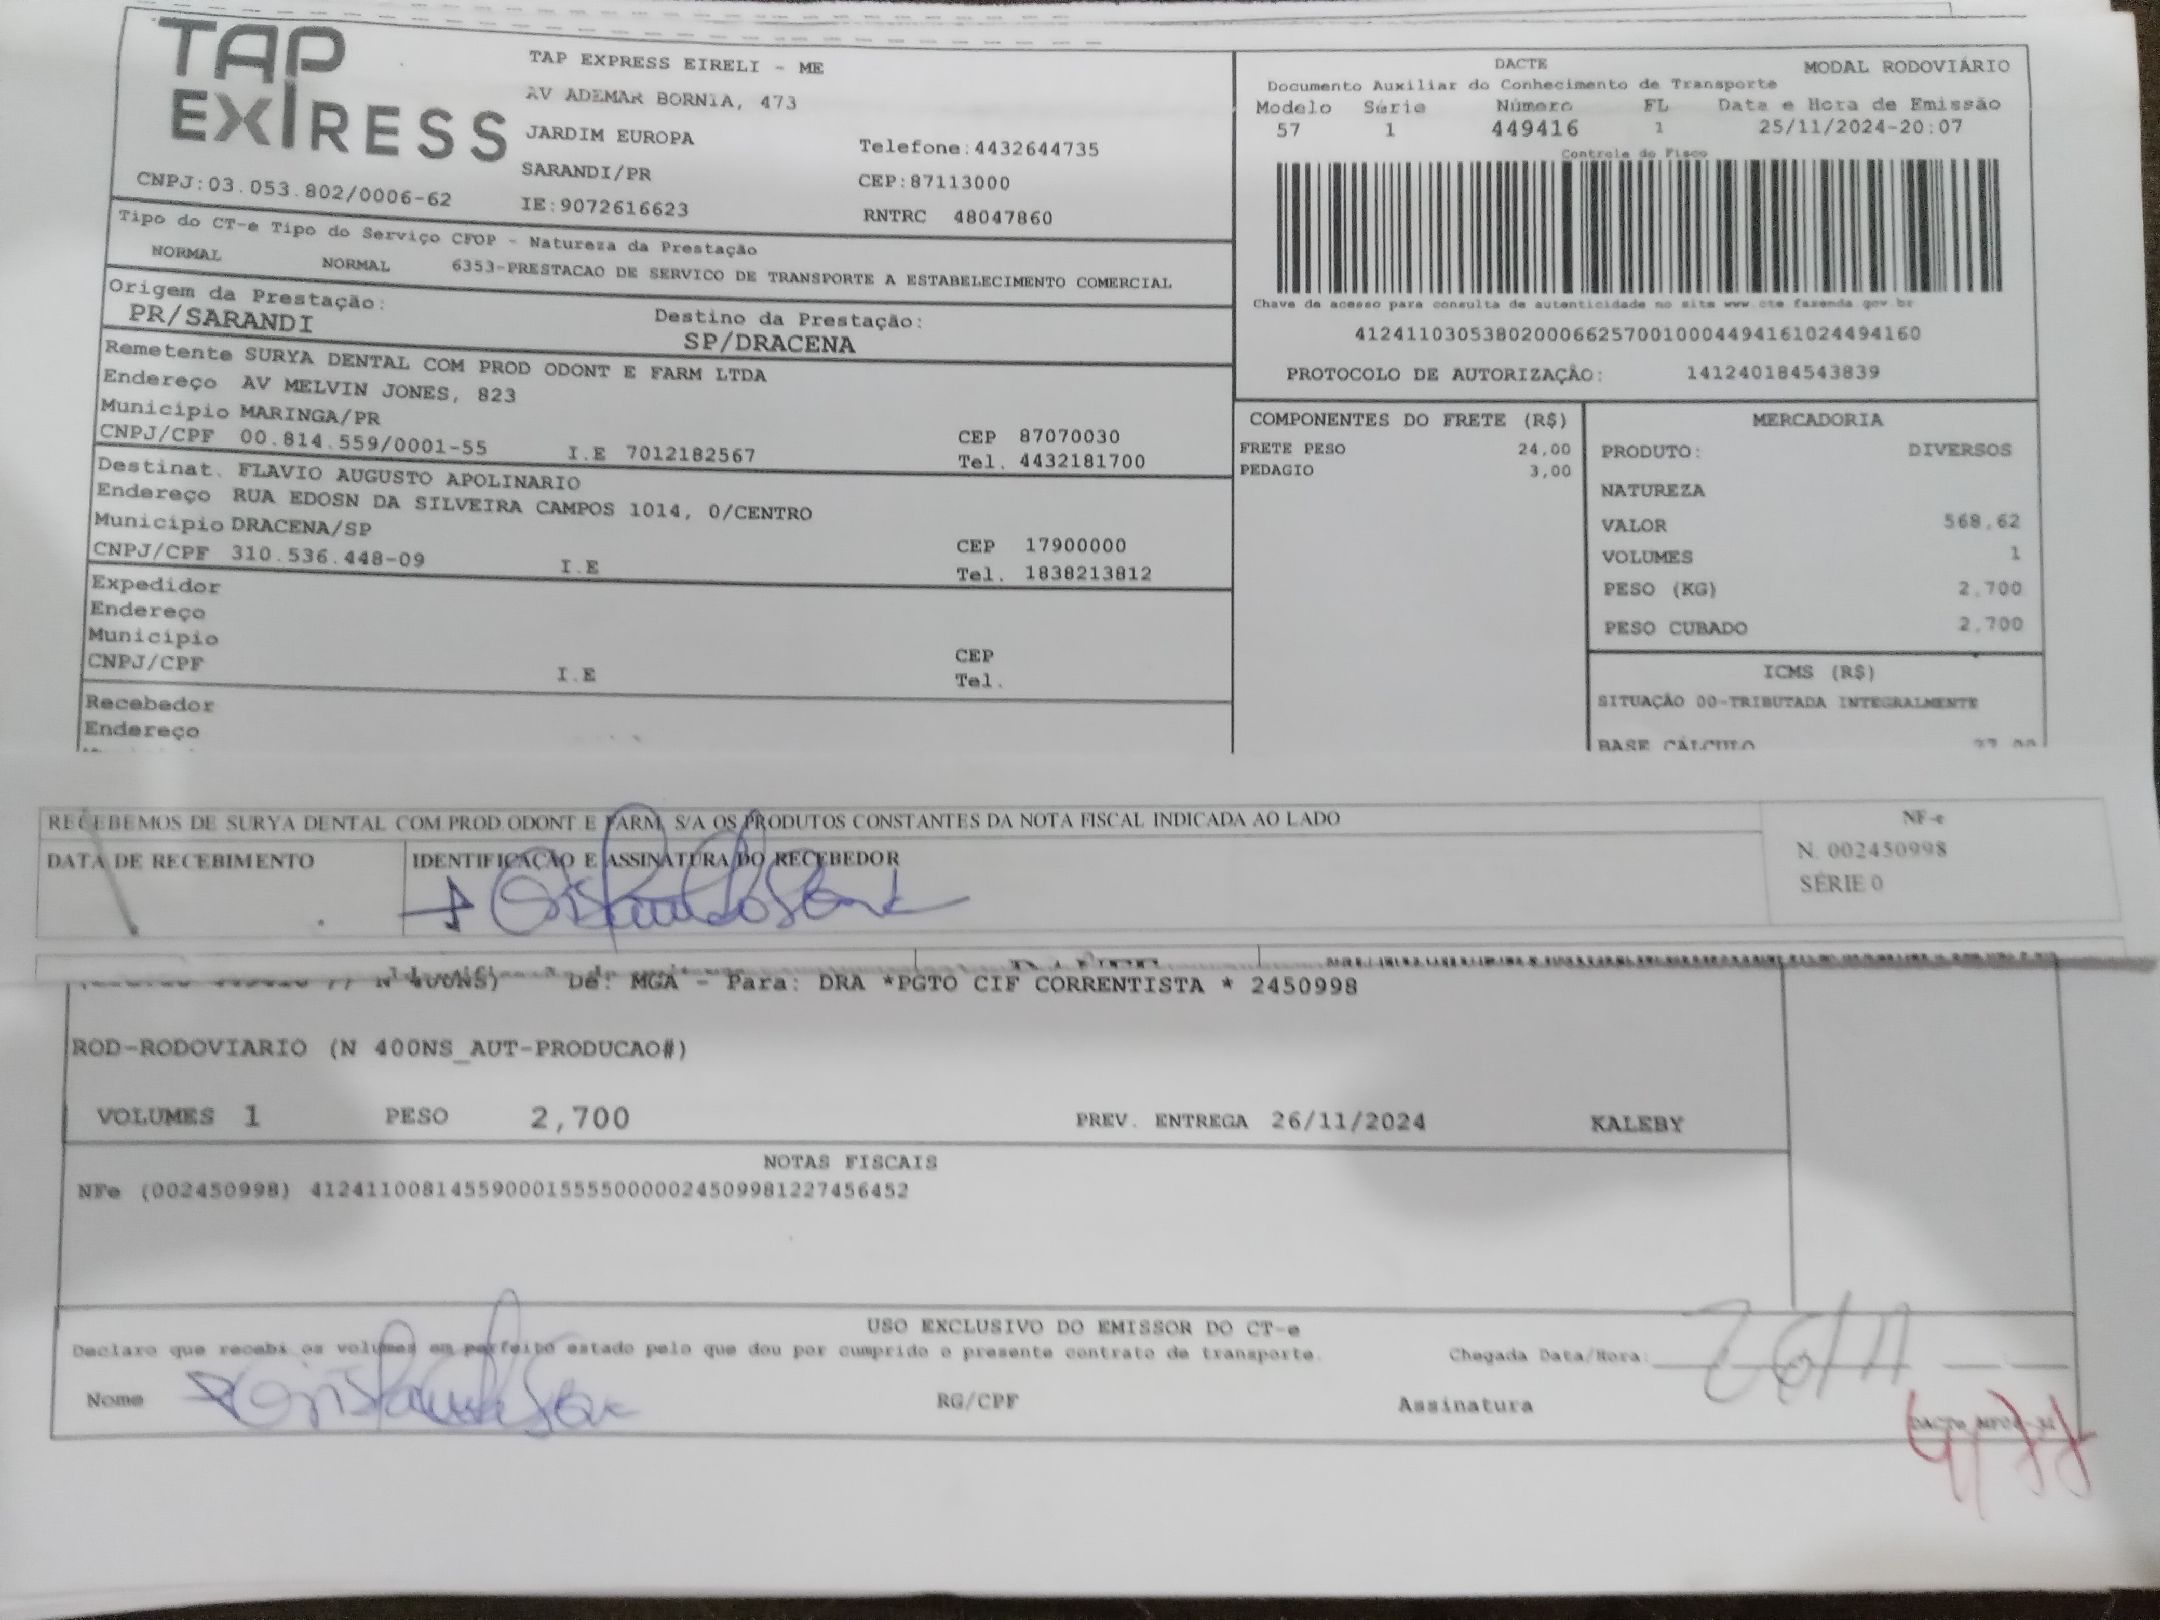 TAP
EXPRESS
CNPJ:03.053.802/0006-62
TAP EXPRESS EIRELI - ME
AV ADEMAR BORNIA, 473
JARDIM EUROPA
Telefone:4432644735
SARANDI/PR
CEP:87113000
IE:9072616623
RNTRC 48047860
DACTE
MODAL RODOVIÁRIO
Documento Auxiliar do Conhecimento de Transporte
Modelo Série Número FL Data e Hora de Emissão
57 1 449416 1 25/11/2024-20:07
Controle do Fisco
Chave de acesso para consulta de autenticidade no site www.cte.fazenda.gov.br
41241103053802000662570010004494161024494160
PROTOCOLO DE AUTORIZAÇÃO: 141240184543839
Tipo do CT-e Tipo do Serviço CFOP - Natureza da Prestação
NORMAL NORMAL 6353-PRESTACAO DE SERVICO DE TRANSPORTE A ESTABELECIMENTO COMERCIAL
Origem da Prestação: Destino da Prestação:
PR/SARANDI SP/DRACENA
Remetente SURYA DENTAL COM PROD ODONT E FARM LTDA
Endereço AV MELVIN JONES, 823
Município MARINGA/PR CEP 87070030
CNPJ/CPF 00.814.559/0001-55 I.E 7012182567 Tel. 4432181700
Destinat. FLAVIO AUGUSTO APOLINARIO
Endereço RUA EDOSN DA SILVEIRA CAMPOS 1014, 0/CENTRO
Município DRACENA/SP CEP 17900000
CNPJ/CPF 310.536.448-09 I.E Tel. 1838213812
Expedidor
Endereço
Município CEP
CNPJ/CPF I.E Tel.
Recebedor
Endereço
COMPONENTES DO FRETE (R$)
FRETE PESO 24,00
PEDAGIO 3,00
MERCADORIA
PRODUTO: DIVERSOS
NATUREZA
VALOR 568,62
VOLUMES 1
PESO (KG) 2,700
PESO CUBADO 2,700
ICMS (R$)
SITUAÇÃO 00-TRIBUTADA INTEGRALMENTE
BASE CÁLCULO
RECEBEMOS DE SURYA DENTAL COM.PROD.ODONT.E FARM. S/A OS PRODUTOS CONSTANTES DA NOTA FISCAL INDICADA AO LADO
DATA DE RECEBIMENTO
IDENTIFICAÇÃO E ASSINATURA DO RECEBEDOR
NF-e
N. 002450998
SÉRIE 0
De: MGA - Para: DRA *PGTO CIF CORRENTISTA * 2450998
ROD-RODOVIARIO (N 400NS_AUT-PRODUCAO#)
VOLUMES 1 PESO 2,700 PREV. ENTREGA 26/11/2024 KALEBY
NOTAS FISCAIS
NFe (002450998) 41241100814559000155550000024509981227456452
USO EXCLUSIVO DO EMISSOR DO CT-e
Declaro que recebi os volumes em perfeito estado pelo que dou por cumprido o presente contrato de transporte.
Chegada Data/Hora: 26/11
Nome RG/CPF Assinatura